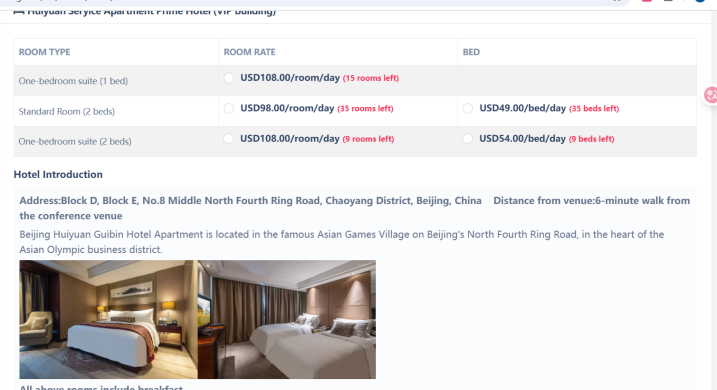 Huiyuan Service Apartment Prime Hotel (VIP building)
ROOM TYPE ROOM RATE BED
One-bedroom suite (1 bed) USD108.00/room/day (15 rooms left)
Standard Room (2 beds) USD98.00/room/day (35 rooms left) USD49.00/bed/day (35 beds left)
One-bedroom suite (2 beds) USD108.00/room/day (9 rooms left) USD54.00/bed/day (9 beds left)
Hotel Introduction
Address:Block D, Block E, No.8 Middle North Fourth Ring Road, Chaoyang District, Beijing, China Distance from venue:6-minute walk from
the conference venue
Beijing Huiyuan Guibin Hotel Apartment is located in the famous Asian Games Village on Beijing's North Fourth Ring Road, in the heart of the
Asian Olympic business district.
All above rooms include breakfast